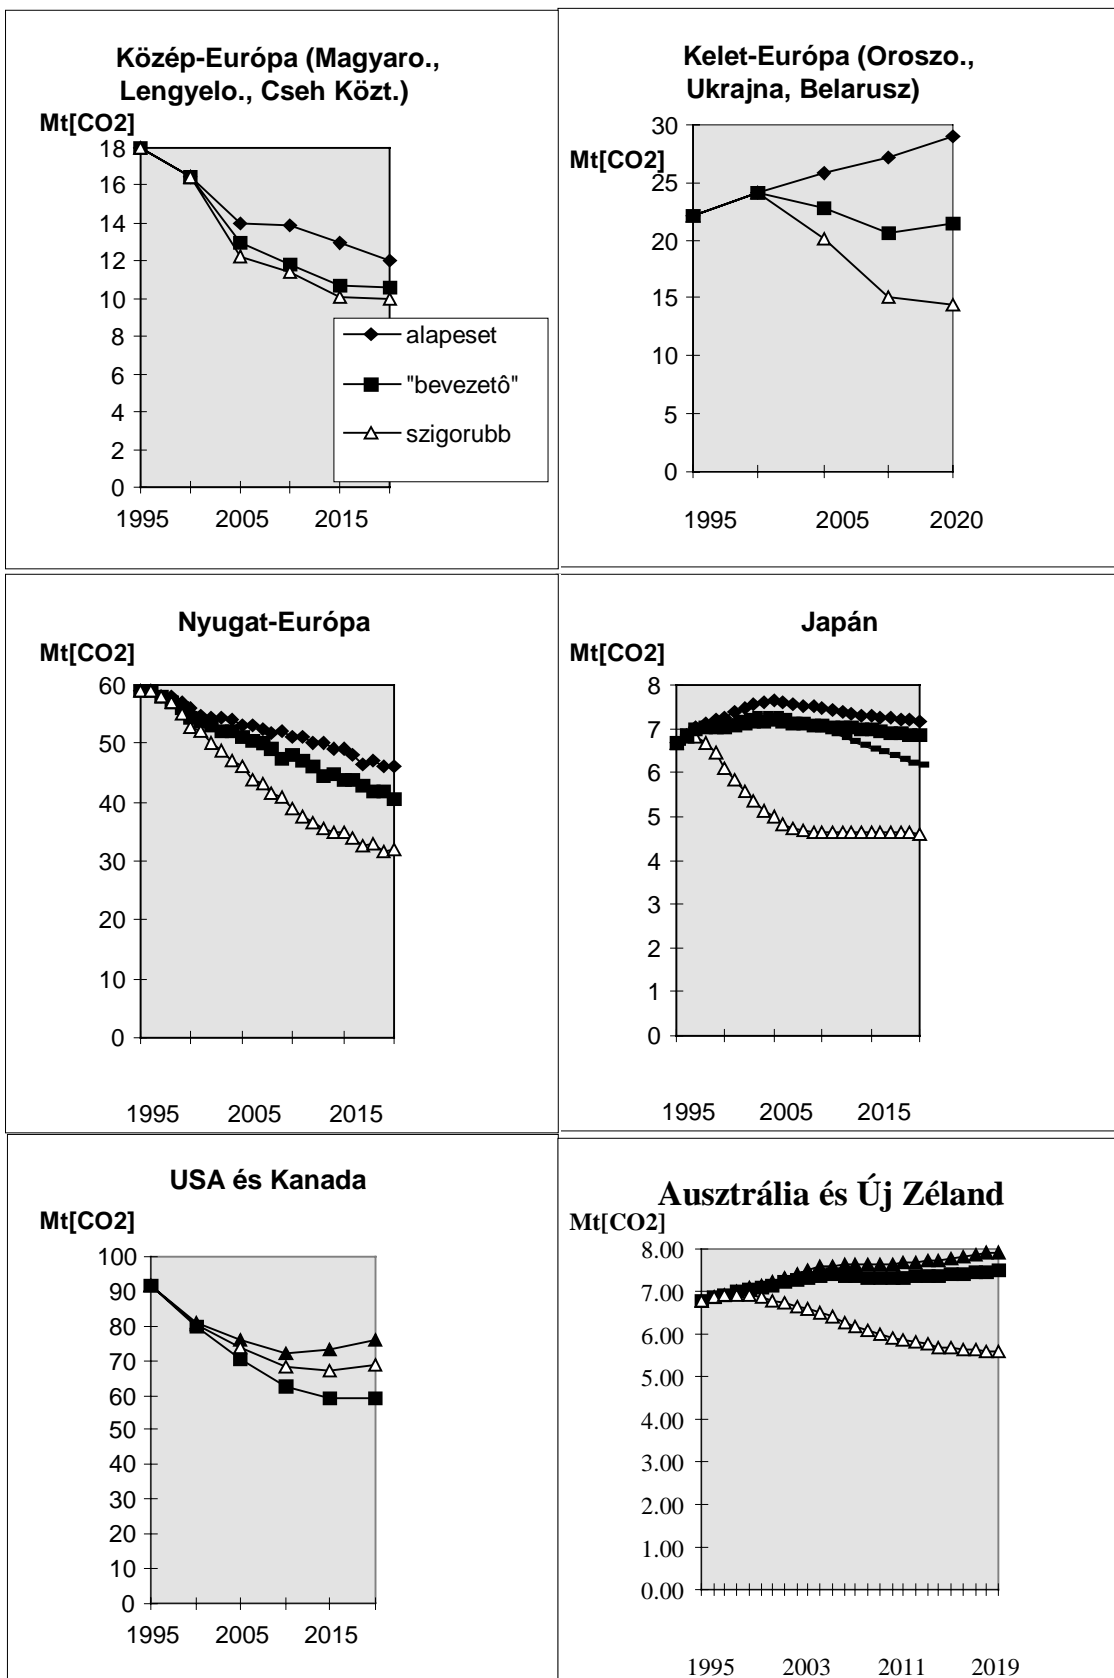 Közép-Európa (Magyaro.,
Lengyelo., Cseh Közt.)
Mt[CO2]
18
16
14
12
10
8
6
4
2
0
1995 2005 2015
alapeset
"bevezetô"
szigorubb
Kelet-Európa (Oroszo.,
Ukrajna, Belarusz)
Mt[CO2]
30
25
20
15
10
5
0
1995 2005 2020
Nyugat-Európa
Mt[CO2]
60
50
40
30
20
10
0
1995 2005 2015
Japán
Mt[CO2]
8
7
6
5
4
3
2
1
0
1995 2005 2015
USA és Kanada
Mt[CO2]
100
90
80
70
60
50
40
30
20
10
0
1995 2005 2015
Ausztrália és Új Zéland
Mt[CO2]
8.00
7.00
6.00
5.00
4.00
3.00
2.00
1.00
0.00
1995 2003 2011 2019